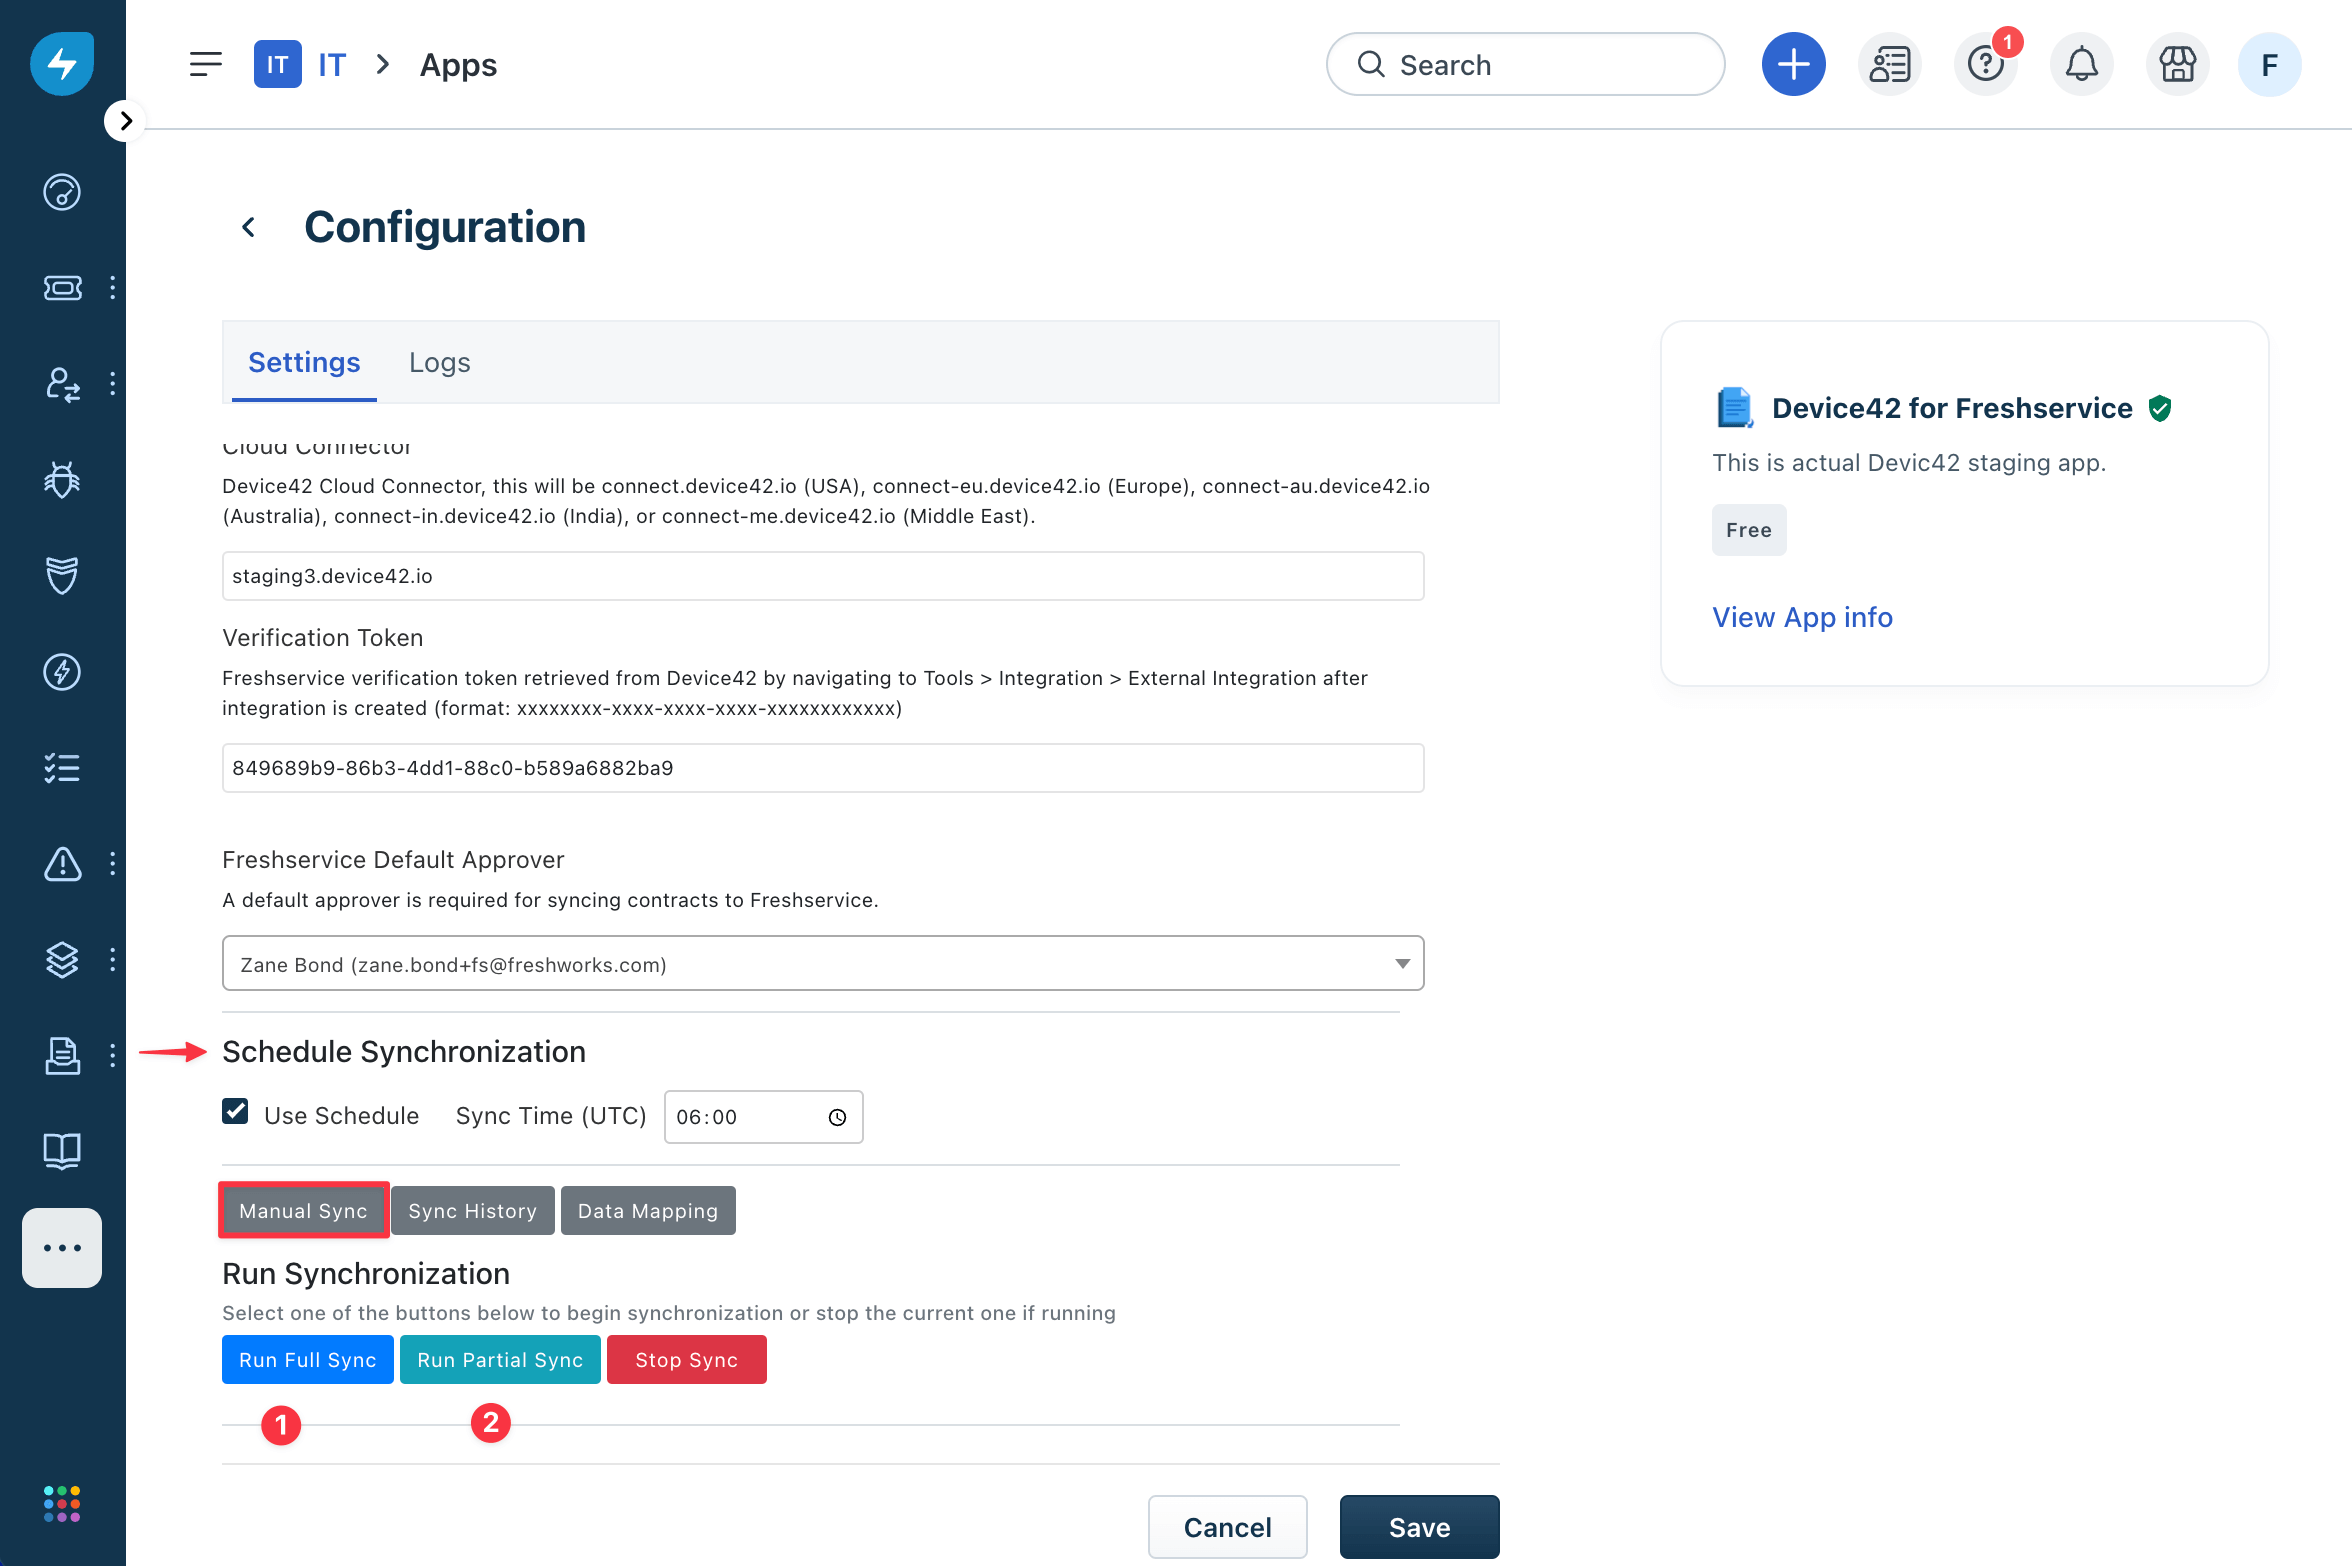 IT IT Apps
Search
1
F
Configuration
Settings Logs
Cloud Connector
Device42 Cloud Connector, this will be connect.device42.io (USA), connect-eu.device42.io (Europe), connect-au.device42.io
(Australia), connect-in.device42.io (India), or connect-me.device42.io (Middle East).
staging3.device42.io
Verification Token
Freshservice verification token retrieved from Device42 by navigating to Tools > Integration > External Integration after
integration is created (format: xxxxxxxx-xxxx-xxxx-xxxx-xxxxxxxxxxxx)
849689b9-86b3-4dd1-88c0-b589a6882ba9
Freshservice Default Approver
A default approver is required for syncing contracts to Freshservice.
Zane Bond (zane.bond+fs@freshworks.com)
Schedule Synchronization
Use Schedule Sync Time (UTC) 06:00
Manual Sync Sync History Data Mapping
Run Synchronization
Select one of the buttons below to begin synchronization or stop the current one if running
Run Full Sync Run Partial Sync Stop Sync
1 2
Cancel Save
Device42 for Freshservice
This is actual Devic42 staging app.
Free
View App info